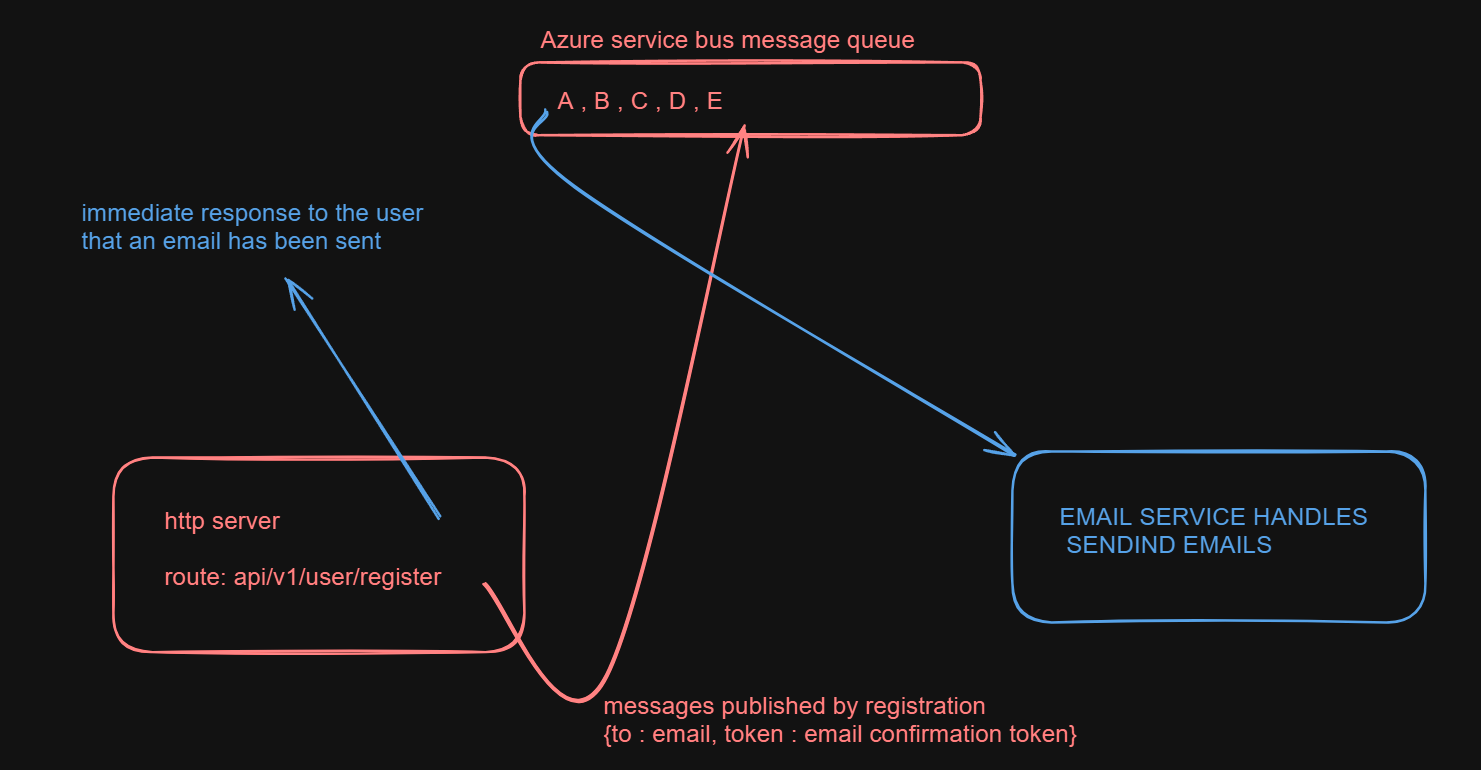 Azure service bus message queue
A , B , C , D , E
immediate response to the user
that an email has been sent
http server
route: api/v1/user/register
EMAIL SERVICE HANDLES
SENDIND EMAILS
messages published by registration
{to : email, token : email confirmation token}